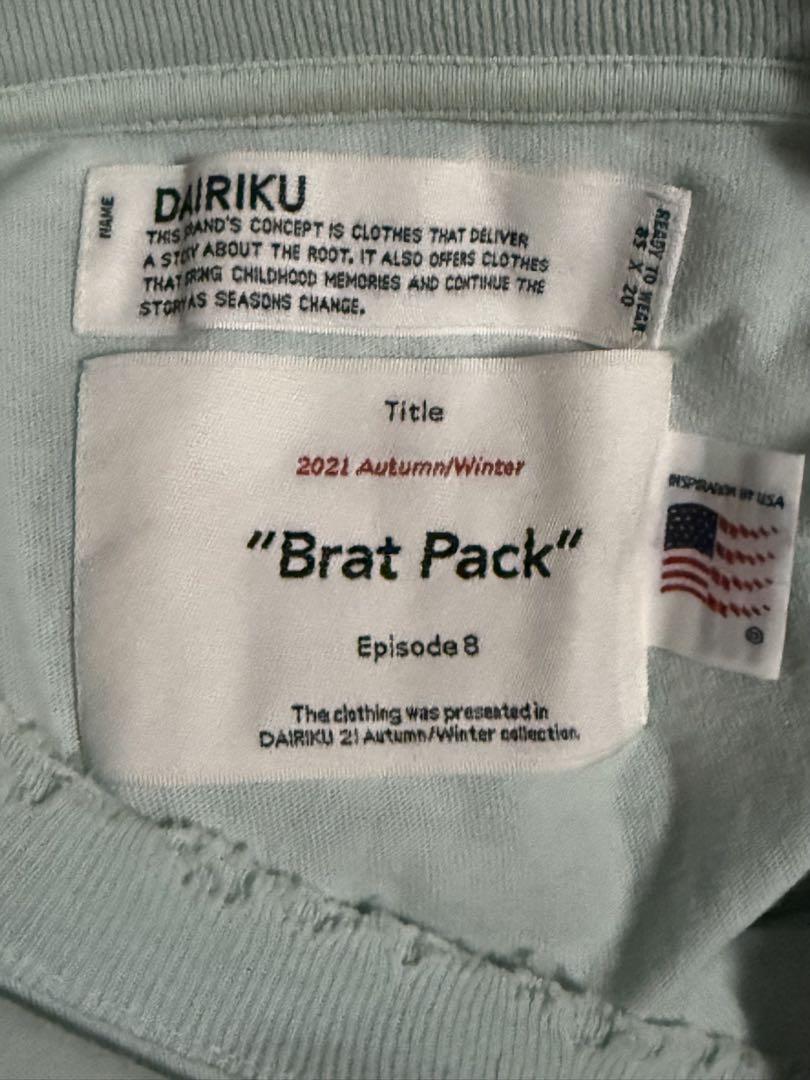 NAME
DAIRIKU
THIS BRAND'S CONCEPT IS CLOTHES THAT DELIVER
A STORY ABOUT THE ROOT. IT ALSO OFFERS CLOTHES
THAT BRING CHILDHOOD MEMORIES AND CONTINUE THE
STORY AS SEASONS CHANGE.
READY TO WEAR
85 X 20
Title
2021 Autumn/Winter
"Brat Pack"
Episode 8
The clothing was presented in
DAIRIKU 21 Autumn/Winter collection.
INSPIRATION BY USA
®